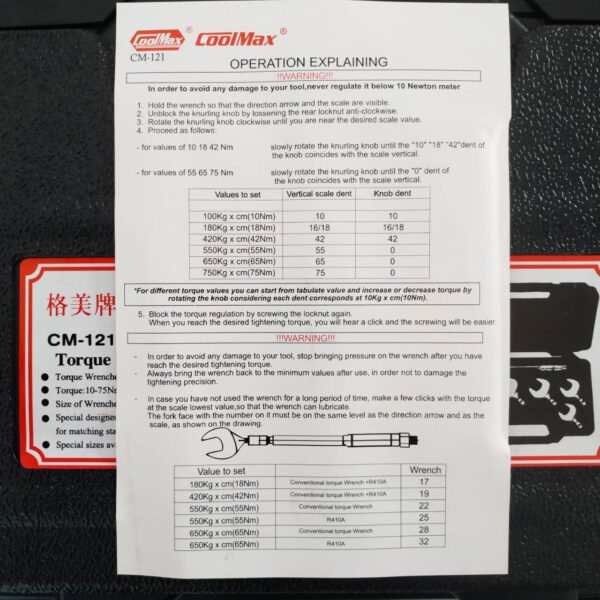 CoolMax ®
CM-121
CoolMax ®
OPERATION EXPLAINING
!!WARNING!!!
In order to avoid any damage to your tool,never regulate it below 10 Newton meter
1. Hold the wrench so that the direction arrow and the scale are visible.
2. Unblock the knurling knob by lossening the rear locknut anti-clockwise.
3. Rotate the knurling knob clockwise until you are near the desired scale value.
4. Proceed as follows:
- for values of 10 18 42 Nm slowly rotate the knurling knob until the "10" "18" "42"dent of
the knob coincides with the scale vertical.
- for values of 55 65 75 Nm slowly rotate the knurling knob until the "0" dent of
the knob coincides with the scale vertical.
Values to set Vertical scale dent Knob dent
100Kg x cm(10Nm) 10 10
180Kg x cm(18Nm) 16/18 16/18
420Kg x cm(42Nm) 42 42
550Kg x cm(55Nm) 55 0
650Kg x cm(65Nm) 65 0
750Kg x cm(75Nm) 75 0
*For different torque values you can start from tabulate value and increase or decrease torque by
rotating the knob considering each dent corresponds at 10Kg x cm(10Nm).
5. Block the torque regulation by screwing the locknut again.
When you reach the desired tightening torque, you will hear a click and the screwing will be easier.
!!!WARNING!!!
- In order to avoid any damage to your tool, stop bringing pressure on the wrench after you have
reach the desired tightening torque.
- Always bring the wrench back to the minimum values after use, in order not to damage the
tightening precision.
- In case you have not used the wrench for a long period of time, make a few clicks with the torque
at the scale lowest value,so that the wrench can lubricate.
The fork face with the number on it must be on the same level as the direction arrow and as the
scale, as shown on the drawing.
Value to set Wrench
180Kg x cm(18Nm) Conventional torque Wrench +R410A 17
420Kg x cm(42Nm) Conventional torque Wrench +R410A 19
550Kg x cm(55Nm) Conventional torque Wrench 22
550Kg x cm(55Nm) R410A 25
650Kg x cm(65Nm) Conventional torque Wrench 28
650Kg x cm(65Nm) R410A 32
格美牌
CM-121
Torque
Torque Wrenche
Torque:10-75Nm
Size of Wrenche
Special designe
for matching sta
Special sizes ava